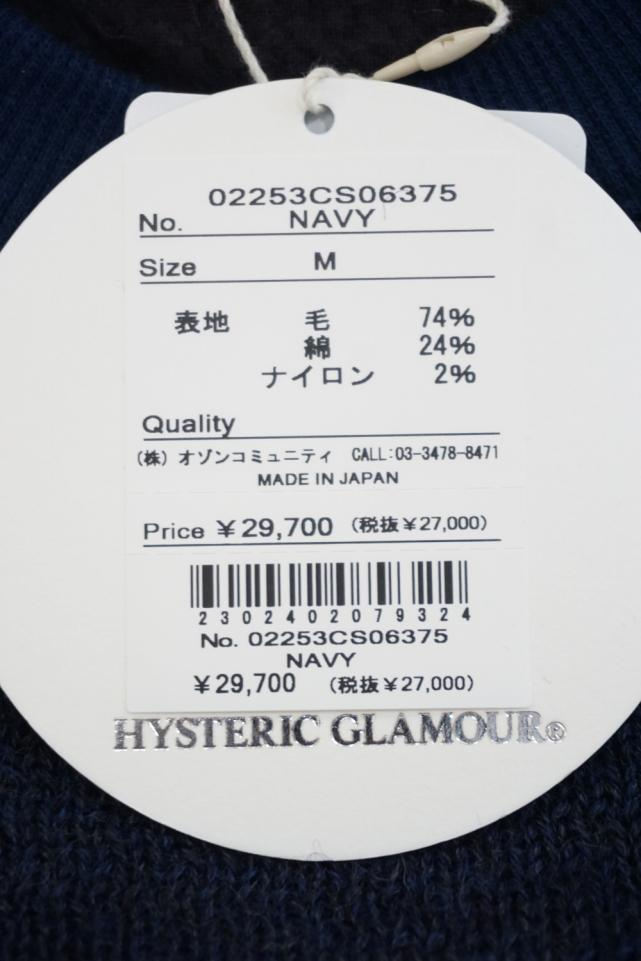 02253CS06375
No. NAVY
Size M
表地 毛 74%
綿 24%
ナイロン 2%
Quality
(株) オゾンコミュニティ CALL:03-3478-8471
MADE IN JAPAN
Price ¥29,700 (税抜¥27,000)
2302402079324
No. 02253CS06375
NAVY
¥29,700 (税抜¥27,000)
HYSTERIC GLAMOUR®